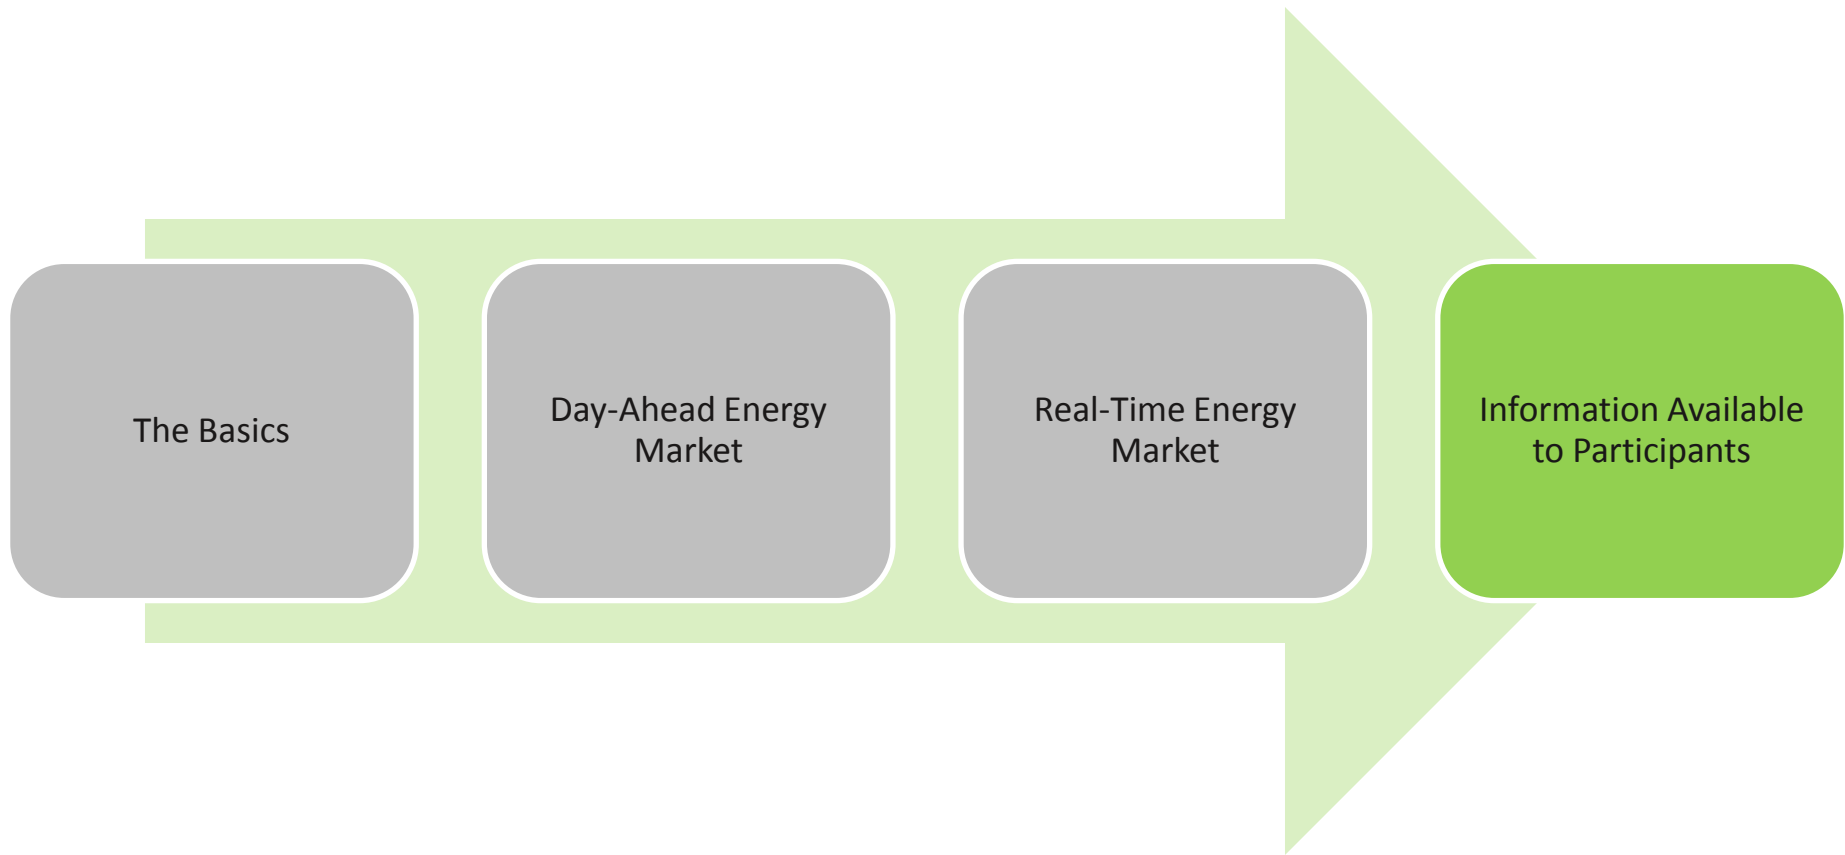 The Basics
Day-Ahead Energy
Market
Real-Time Energy
Market
Information Available
to Participants